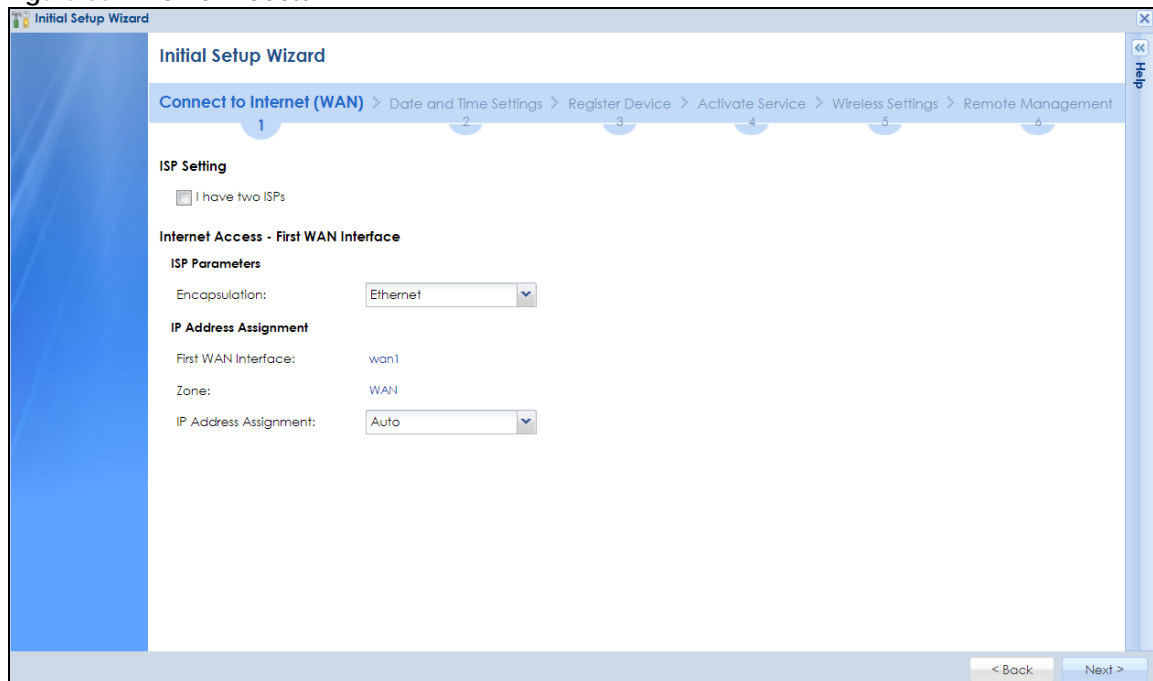 Initial Setup Wizard
Help
Initial Setup Wizard
Connect to Internet (WAN) > Date and Time Settings > Register Device > Activate Service > Wireless Settings > Remote Management
1 2 3 4 5 6
ISP Setting
I have two ISPs
Internet Access - First WAN Interface
ISP Parameters
Encapsulation: Ethernet
IP Address Assignment
First WAN Interface: wan1
Zone: WAN
IP Address Assignment: Auto
< Back Next >